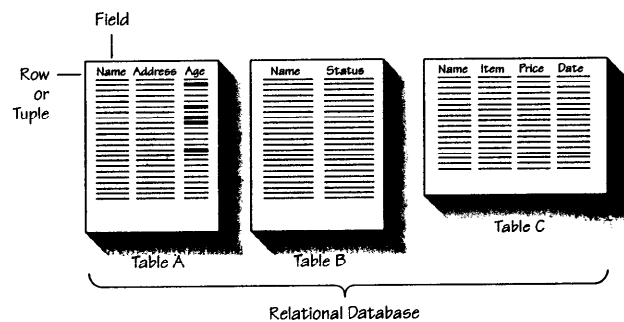 Field
Row
or
Tuple
Name Address Age
Name Status
Name Item Price Date
Table A
Table B
Table C
Relational Database